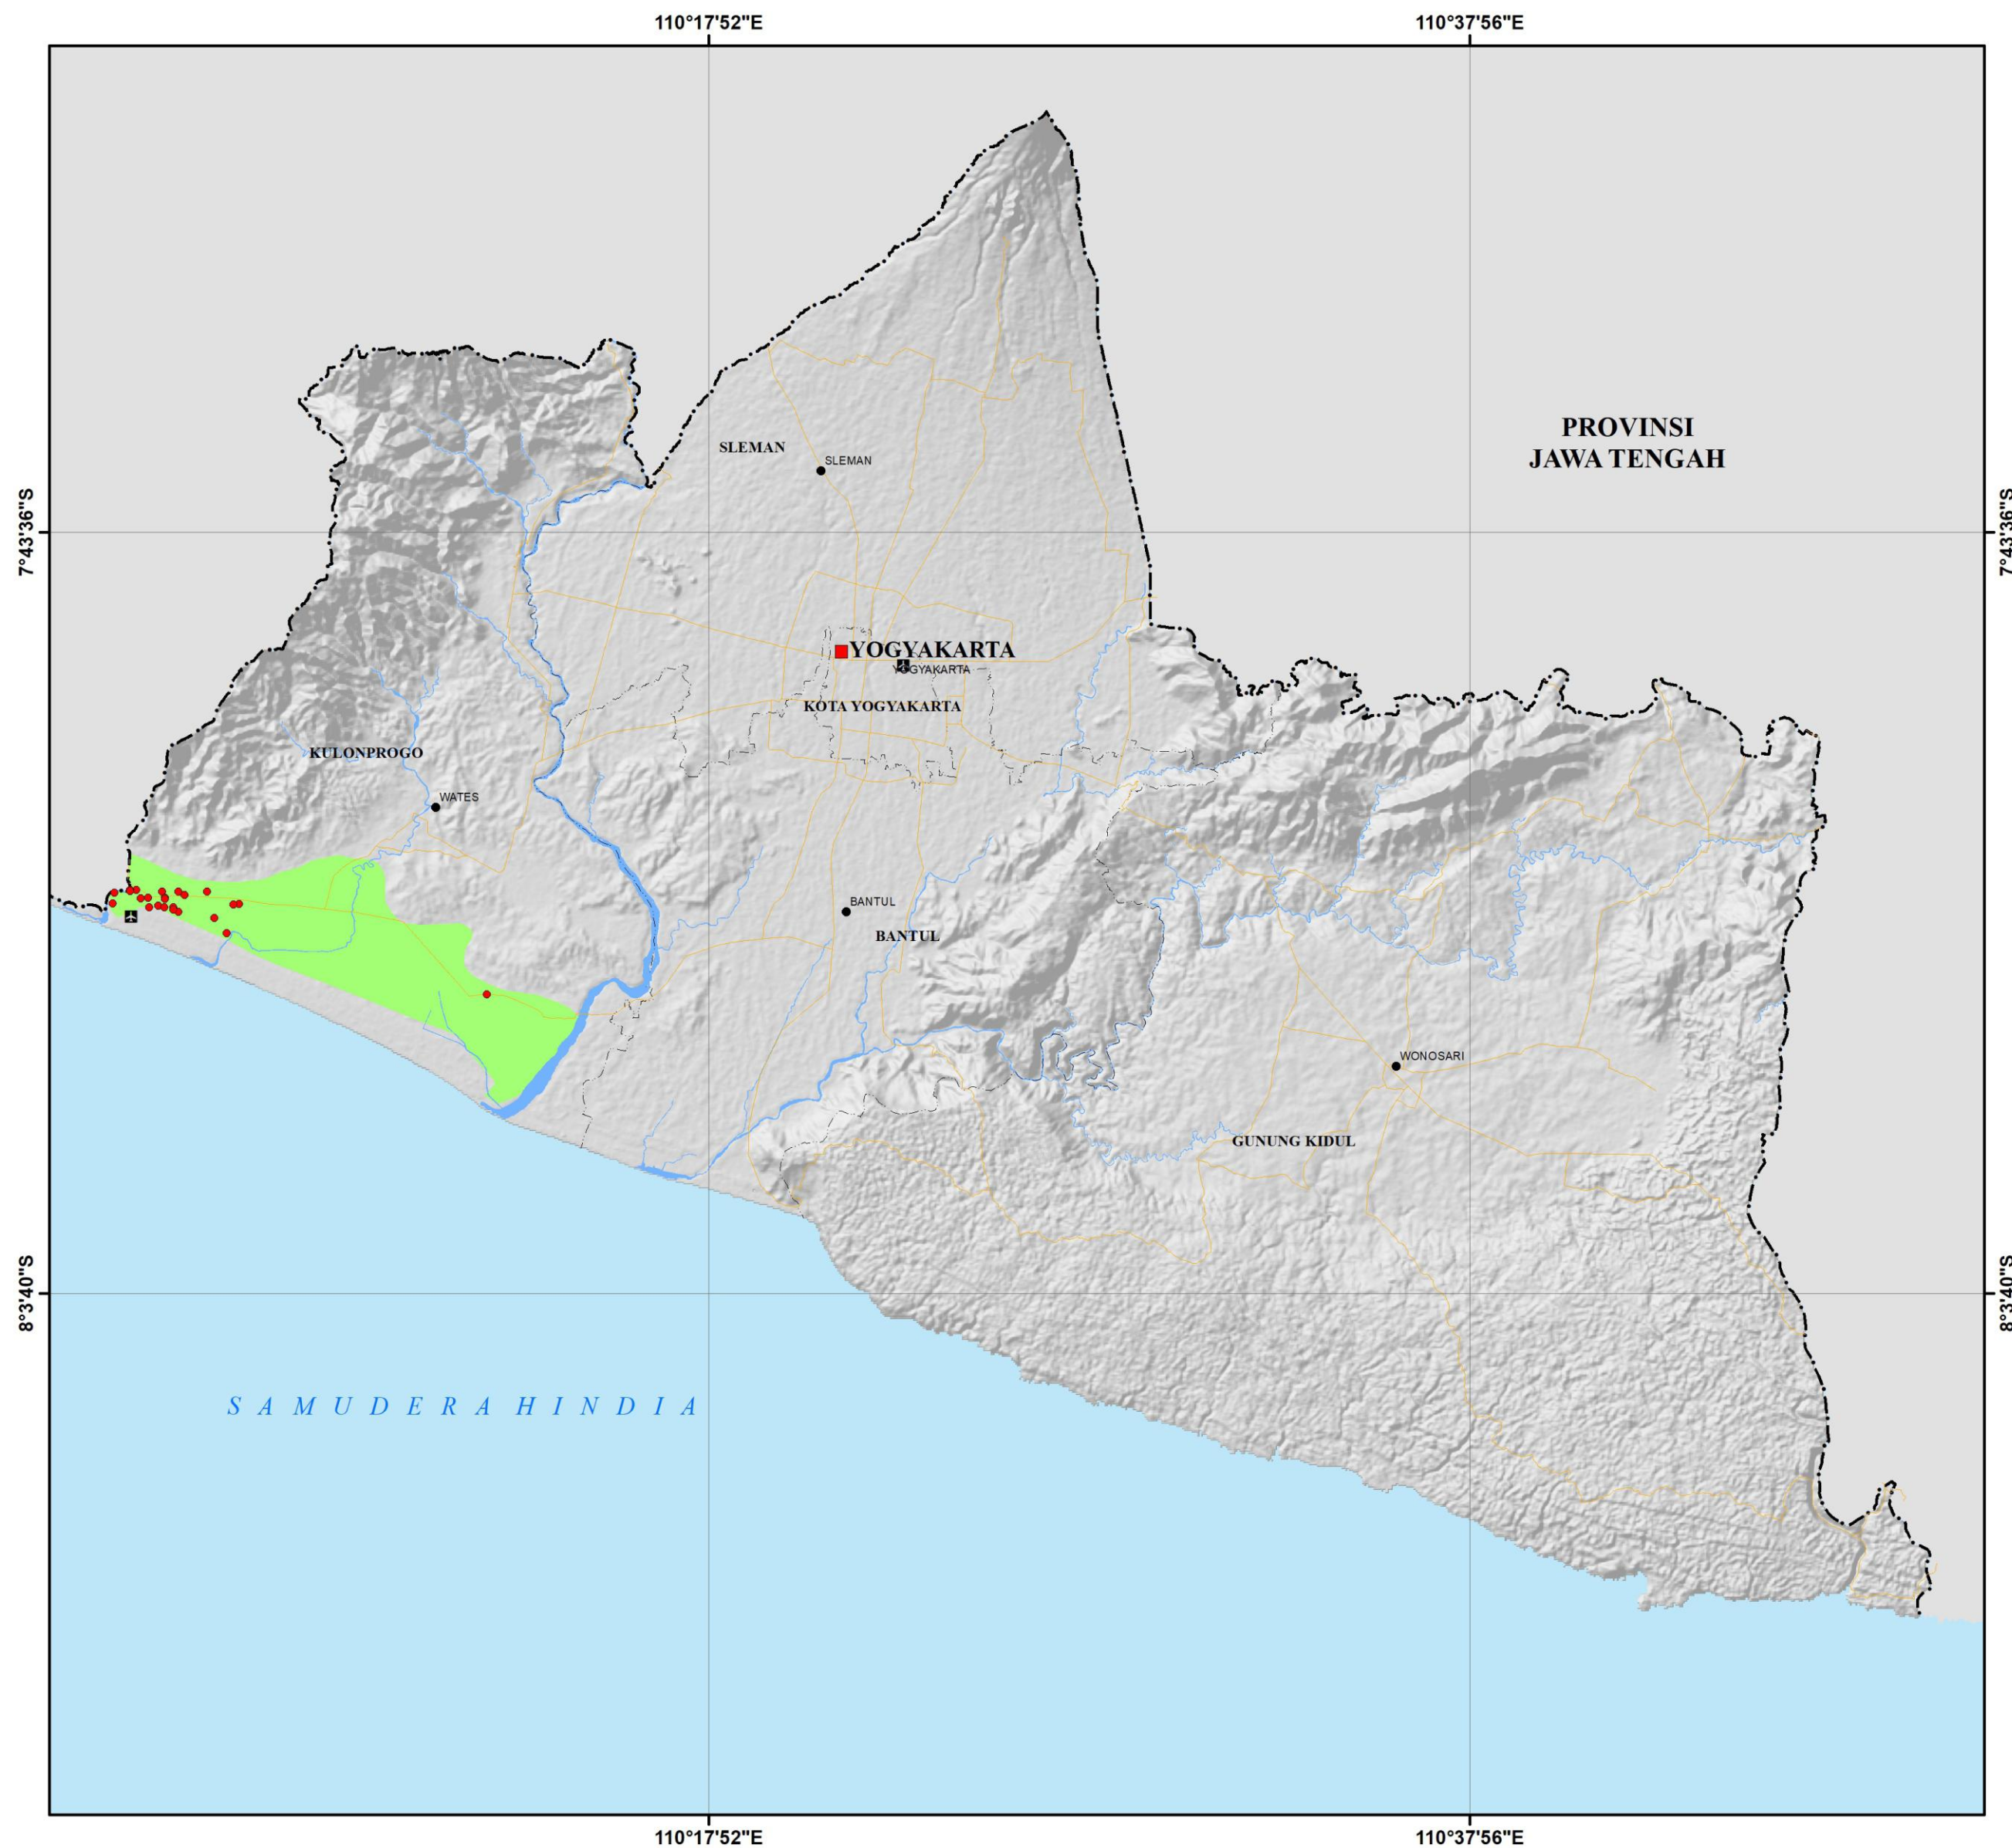 110°17'52"E
110°37'56"E
PROVINSI
JAWA TENGAH
SLEMAN
SLEMAN
7°43'36"S
7°43'36"S
YOGYAKARTA
YOGYAKARTA
KOTA YOGYAKARTA
KULONPROGO
WATES
BANTUL
BANTUL
WONOSARI
GUNUNG KIDUL
8°3'40"S
8°3'40"S
SAMUDERA HINDIA
110°17'52"E
110°37'56"E